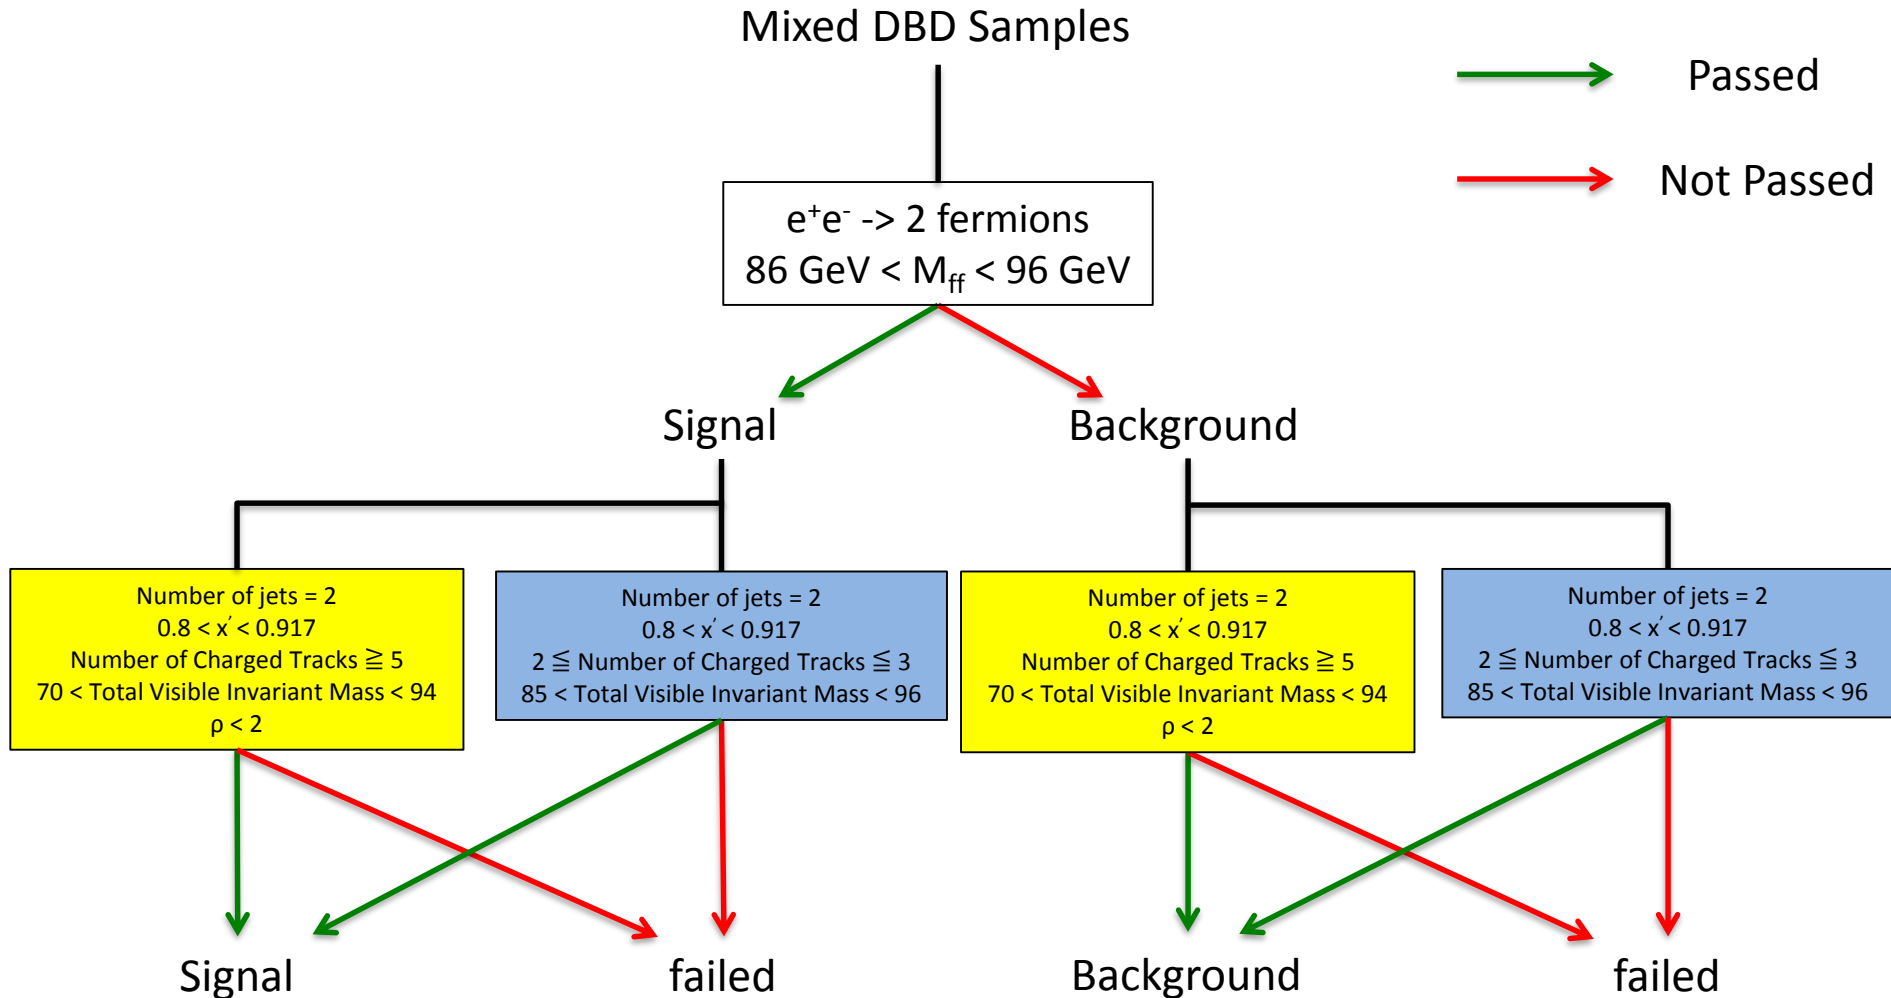 Mixed DBD Samples
Passed
Not Passed
e⁺e⁻ -> 2 fermions
86 GeV < M_ff < 96 GeV
Signal
Background
Number of jets = 2
0.8 < x′ < 0.917
Number of Charged Tracks ≧ 5
70 < Total Visible Invariant Mass < 94
ρ < 2
Number of jets = 2
0.8 < x′ < 0.917
2 ≦ Number of Charged Tracks ≦ 3
85 < Total Visible Invariant Mass < 96
Number of jets = 2
0.8 < x′ < 0.917
Number of Charged Tracks ≧ 5
70 < Total Visible Invariant Mass < 94
ρ < 2
Number of jets = 2
0.8 < x′ < 0.917
2 ≦ Number of Charged Tracks ≦ 3
85 < Total Visible Invariant Mass < 96
Signal
failed
Background
failed